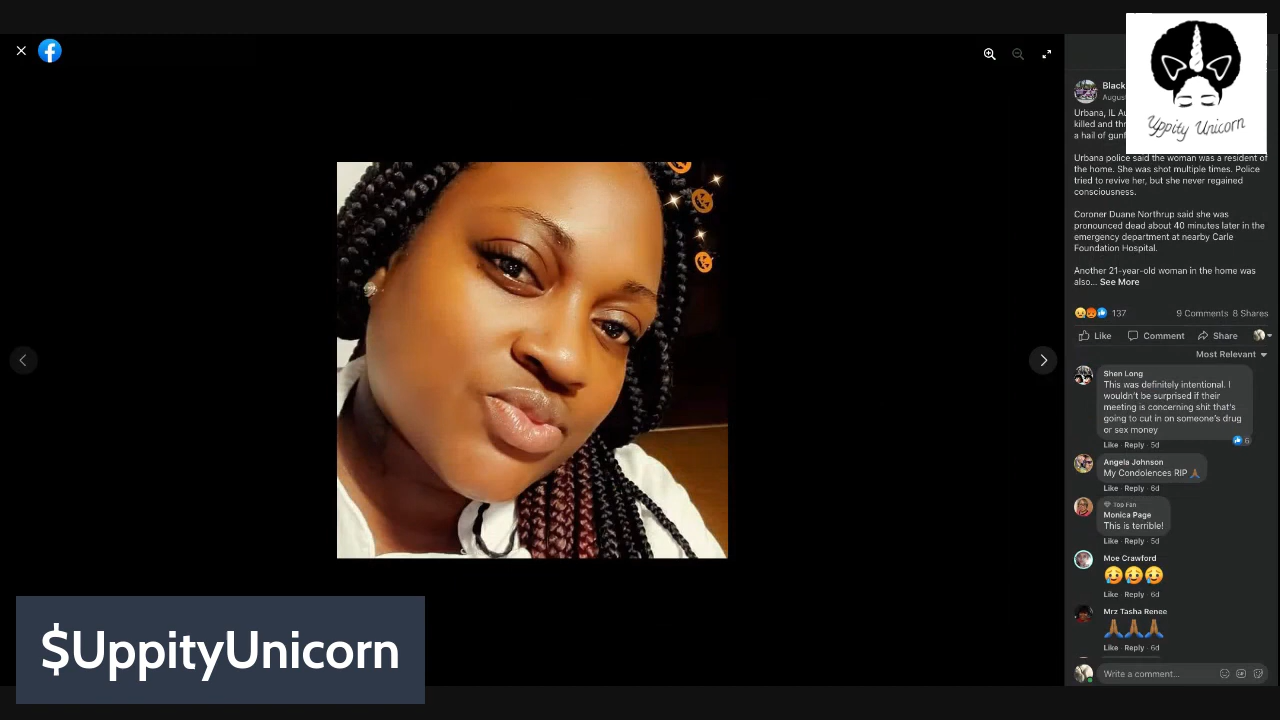 Uppity Unicorn
Black
Augus
Urbana, IL Au
killed and thr
a hail of gunf
Urbana police said the woman was a resident of
the home. She was shot multiple times. Police
tried to revive her, but she never regained
consciousness.
Coroner Duane Northrup said she was
pronounced dead about 40 minutes later in the
emergency department at nearby Carle
Foundation Hospital.
Another 21-year-old woman in the home was
also... See More
137
9 Comments 8 Shares
Like Comment Share
Most Relevant
Shen Long
This was definitely intentional. I
wouldn't be surprised if their
meeting is concerning shit that's
going to cut in on someone's drug
or sex money
6
Like · Reply · 5d
Angela Johnson
My Condolences RIP
Like · Reply · 6d
Top Fan
Monica Page
This is terrible!
Like · Reply · 5d
Moe Crawford
Like · Reply · 6d
Mrz Tasha Renee
Like · Reply · 6d
Write a comment...
$UppityUnicorn